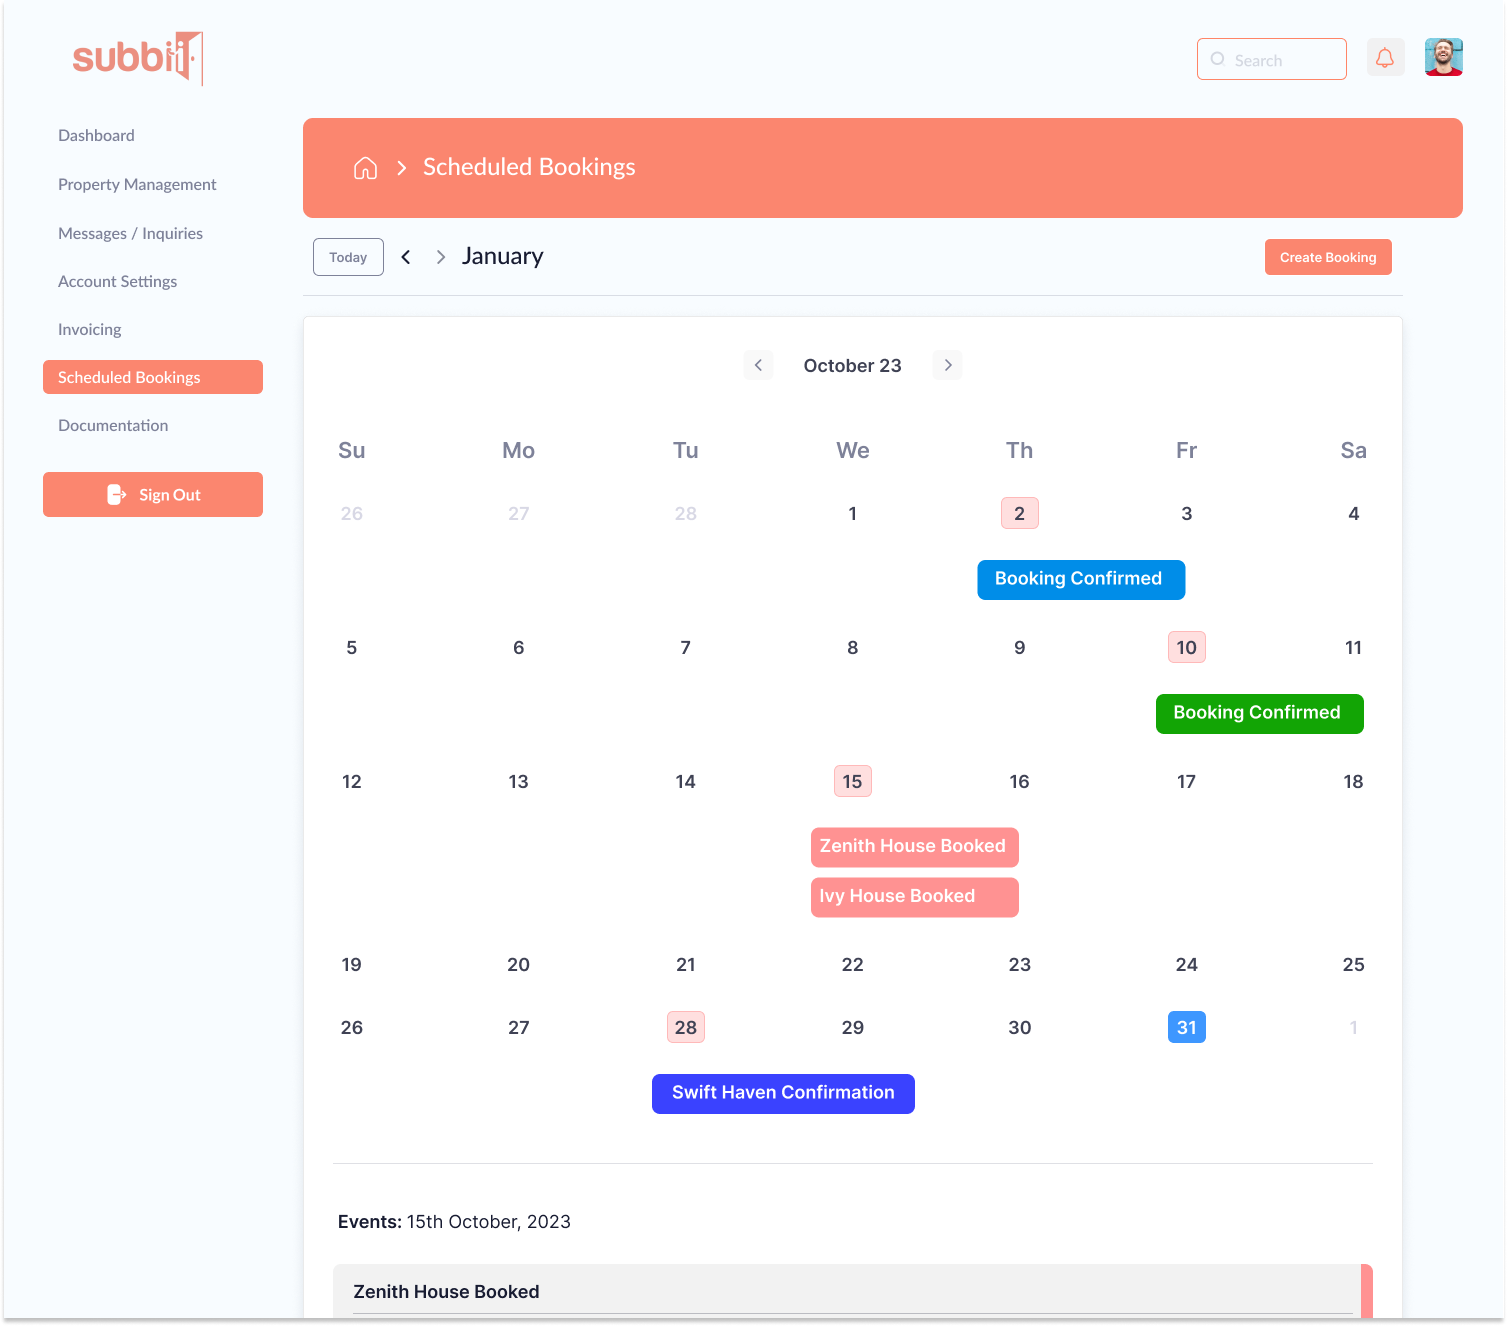 subbit
Search
Dashboard
Property Management
Messages / Inquiries
Account Settings
Invoicing
Scheduled Bookings
Documentation
Sign Out
Scheduled Bookings
Today
January
Create Booking
October 23
Su Mo Tu We Th Fr Sa
26 27 28 1 2 3 4
Booking Confirmed
5 6 7 8 9 10 11
Booking Confirmed
12 13 14 15 16 17 18
Zenith House Booked
Ivy House Booked
19 20 21 22 23 24 25
26 27 28 29 30 31 1
Swift Haven Confirmation
Events: 15th October, 2023
Zenith House Booked